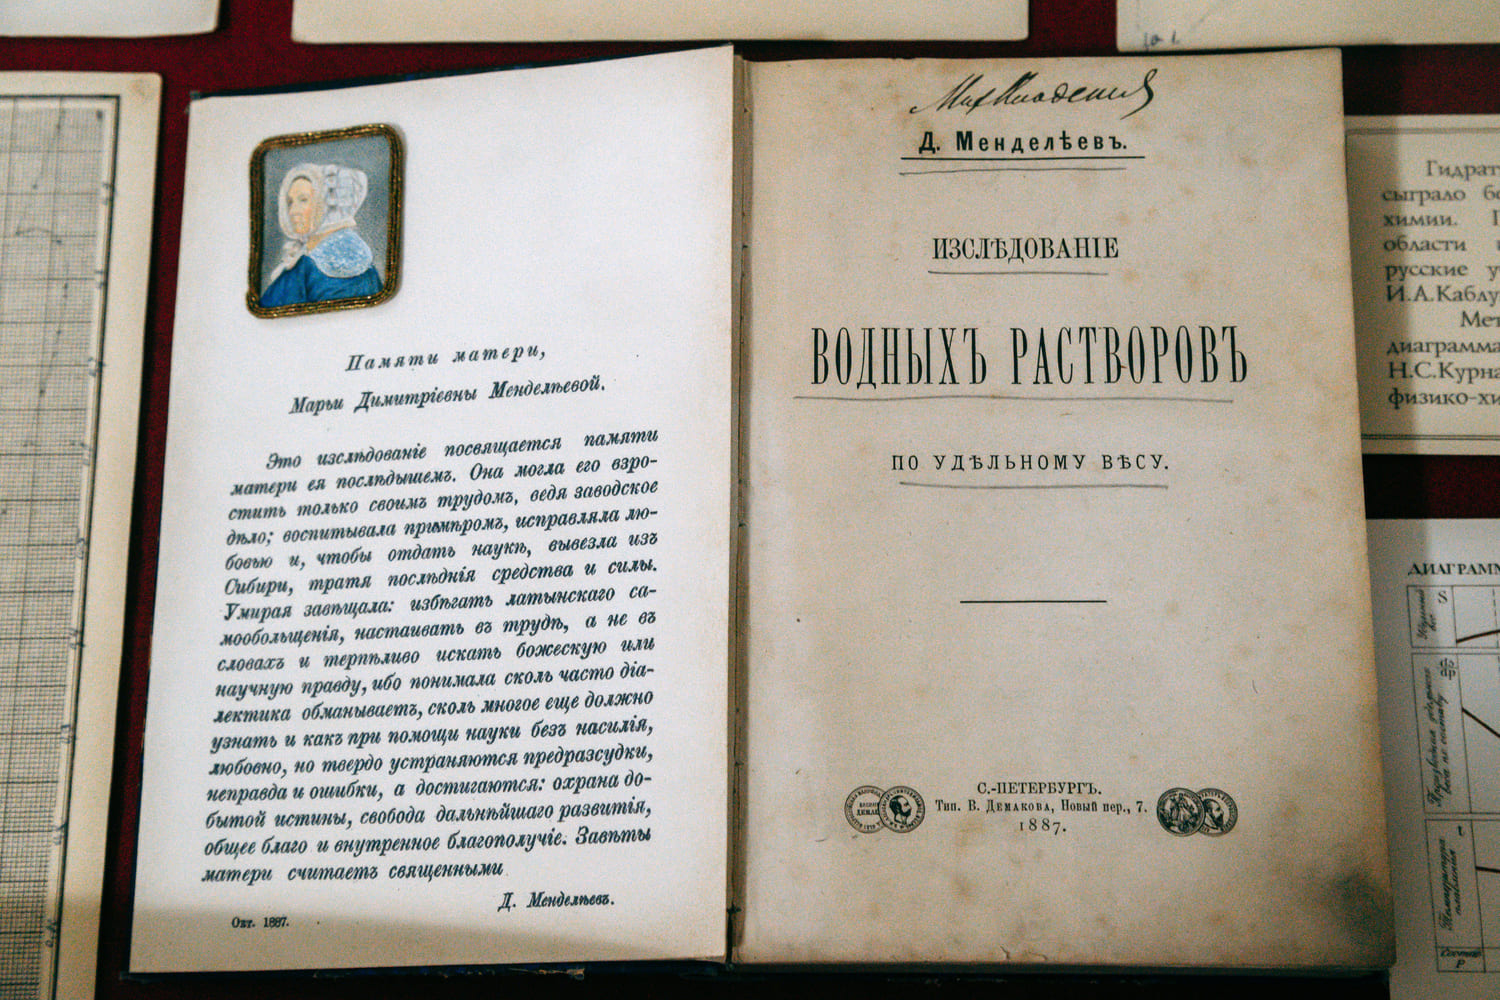 Памяти матери,
Марьи Димитріевны Менделѣевой.
Это изслѣдованіе посвящается памяти
матери ея послѣдышемъ. Она могла его взро-
стить только своимъ трудомъ, ведя заводское
дѣло; воспитывала примѣромъ, исправляла лю-
бовью и, чтобы отдать наукѣ, вывезла изъ
Сибири, тратя послѣднія средства и силы.
Умирая завѣщала: избѣгать латынскаго са-
мообольщенія, настаивать въ трудѣ, а не въ
словахъ и терпѣливо искать божескую или
научную правду, ибо понимала сколь часто діа-
лектика обманываетъ, сколь многое еще должно
узнать и какъ при помощи науки безъ насилія,
любовно, но твердо устраняются предразсудки,
неправда и ошибки, а достигаются: охрана до-
бытой истины, свобода дальнѣйшаго развитія,
общее благо и внутренное благополучіе. Завѣты
матери считаетъ священными
Д. Менделѣевъ.
Окт. 1887.
Д. Менделѣевъ.
ИЗСЛѢДОВАНІЕ
ВОДНЫХЪ РАСТВОРОВЪ
ПО УДѢЛЬНОМУ ВѢСУ.
С.-ПЕТЕРБУРГЪ.
Тип. В. Демакова, Новый пер., 7.
1887.
Гидрат
сыграло бе
химии.
области
русские у
И.А.Каблу
Мет
диаграмма
Н.С.Курна
физико-хи
ДИАГРАММ
S
t
Состав
P